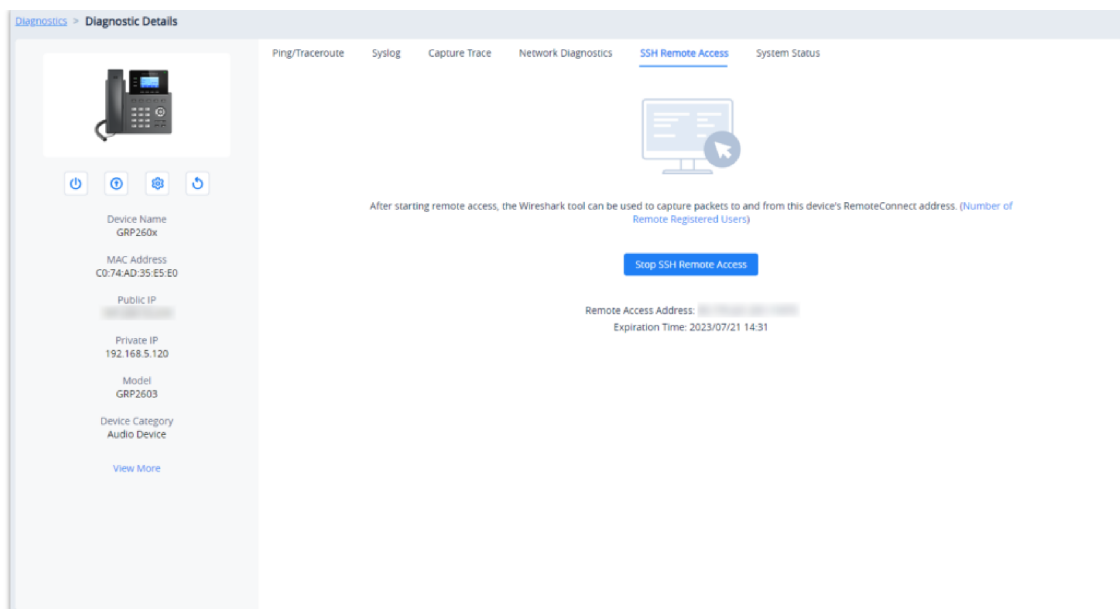 Diagnostics > Diagnostic Details
Ping/Traceroute Syslog Capture Trace Network Diagnostics SSH Remote Access System Status
After starting remote access, the Wireshark tool can be used to capture packets to and from this device's RemoteConnect address. (Number of
Remote Registered Users)
Stop SSH Remote Access
Remote Access Address:
Expiration Time: 2023/07/21 14:31
Device Name
GRP260x
MAC Address
C0:74:AD:35:E5:E0
Public IP
Private IP
192.168.5.120
Model
GRP2603
Device Category
Audio Device
View More